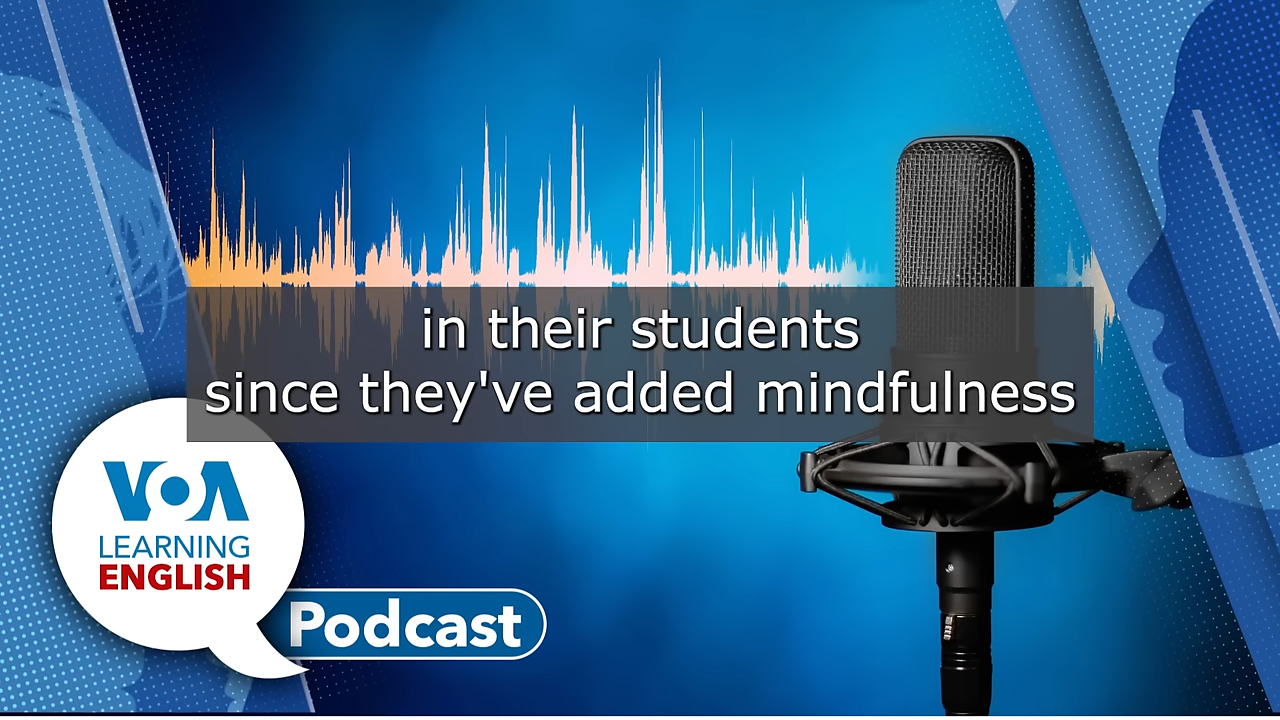 in their students
since they've added mindfulness
VOA
LEARNING
ENGLISH
Podcast